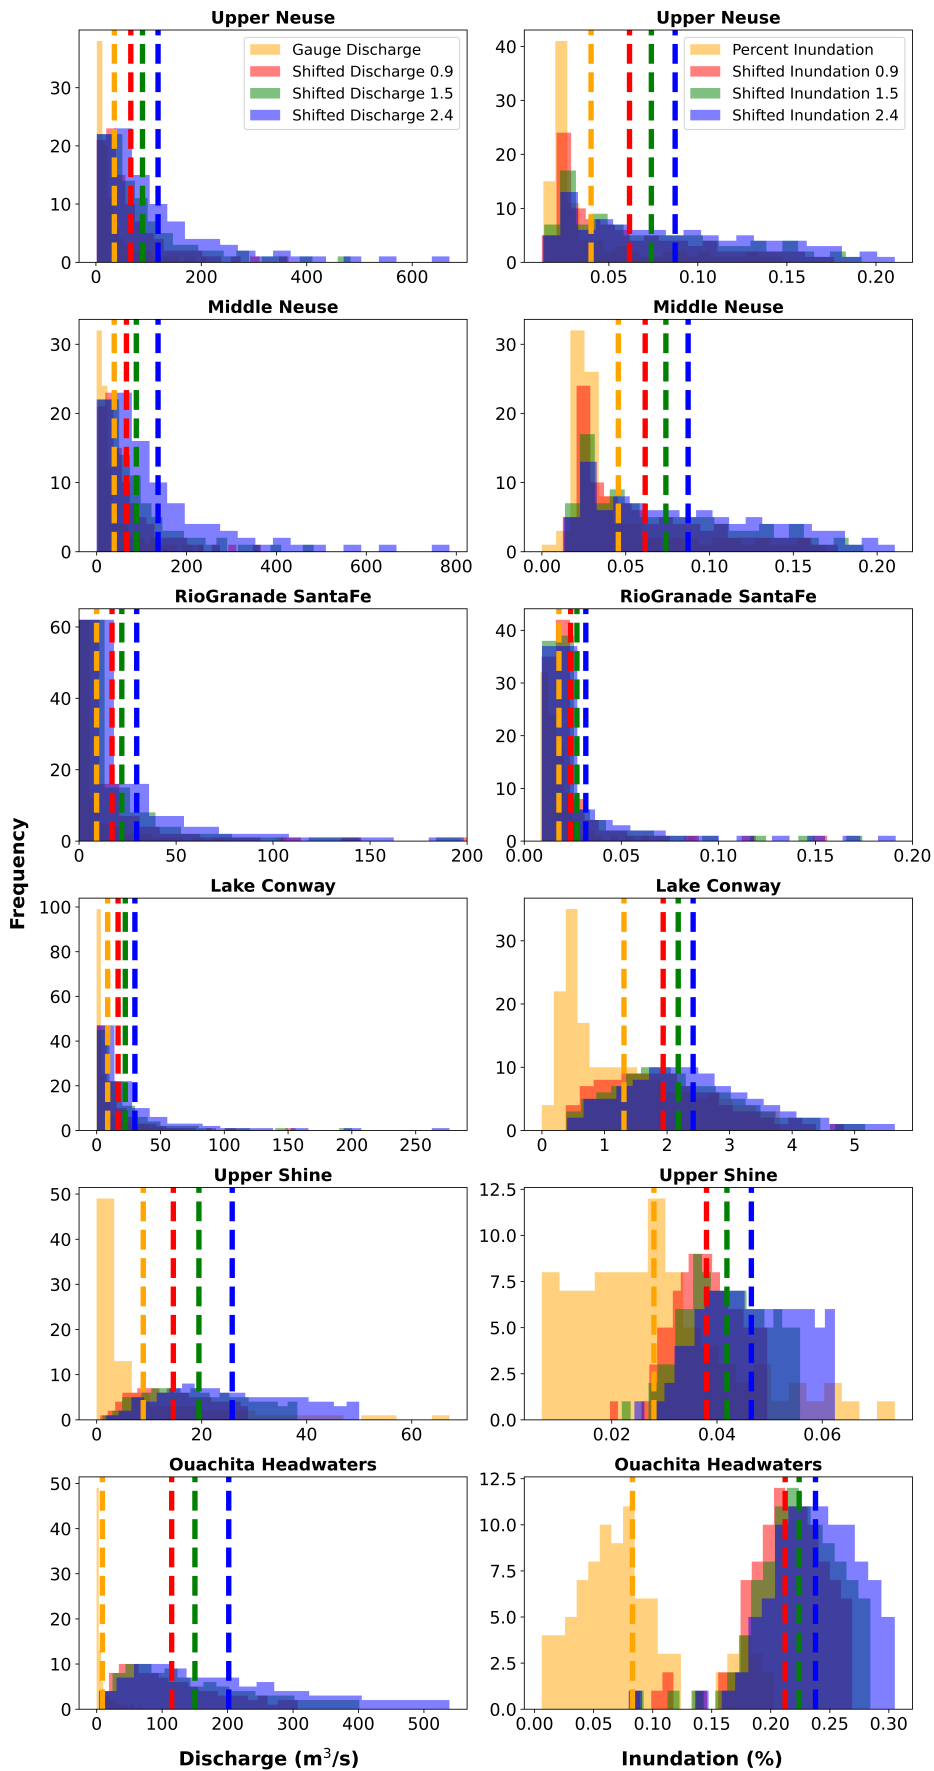 Upper Neuse
Gauge Discharge
Shifted Discharge 0.9
Shifted Discharge 1.5
Shifted Discharge 2.4
30
20
10
0
0 200 400 600
Upper Neuse
Percent Inundation
Shifted Inundation 0.9
Shifted Inundation 1.5
Shifted Inundation 2.4
40
30
20
10
0
0.05 0.10 0.15 0.20
Middle Neuse
30
20
10
0
0 200 400 600 800
Middle Neuse
30
20
10
0
0.00 0.05 0.10 0.15 0.20
RioGranade SantaFe
60
40
20
0
0 50 100 150 200
RioGranade SantaFe
40
30
20
10
0
0.00 0.05 0.10 0.15 0.20
Frequency
Lake Conway
100
80
60
40
20
0
0 50 100 150 200 250
Lake Conway
30
20
10
0
0 1 2 3 4 5
Upper Shine
50
40
30
20
10
0
0 20 40 60
Upper Shine
12.5
10.0
7.5
5.0
2.5
0.0
0.02 0.04 0.06
Ouachita Headwaters
50
40
30
20
10
0
0 100 200 300 400 500
Discharge (m³/s)
Ouachita Headwaters
12.5
10.0
7.5
5.0
2.5
0.0
0.00 0.05 0.10 0.15 0.20 0.25 0.30
Inundation (%)